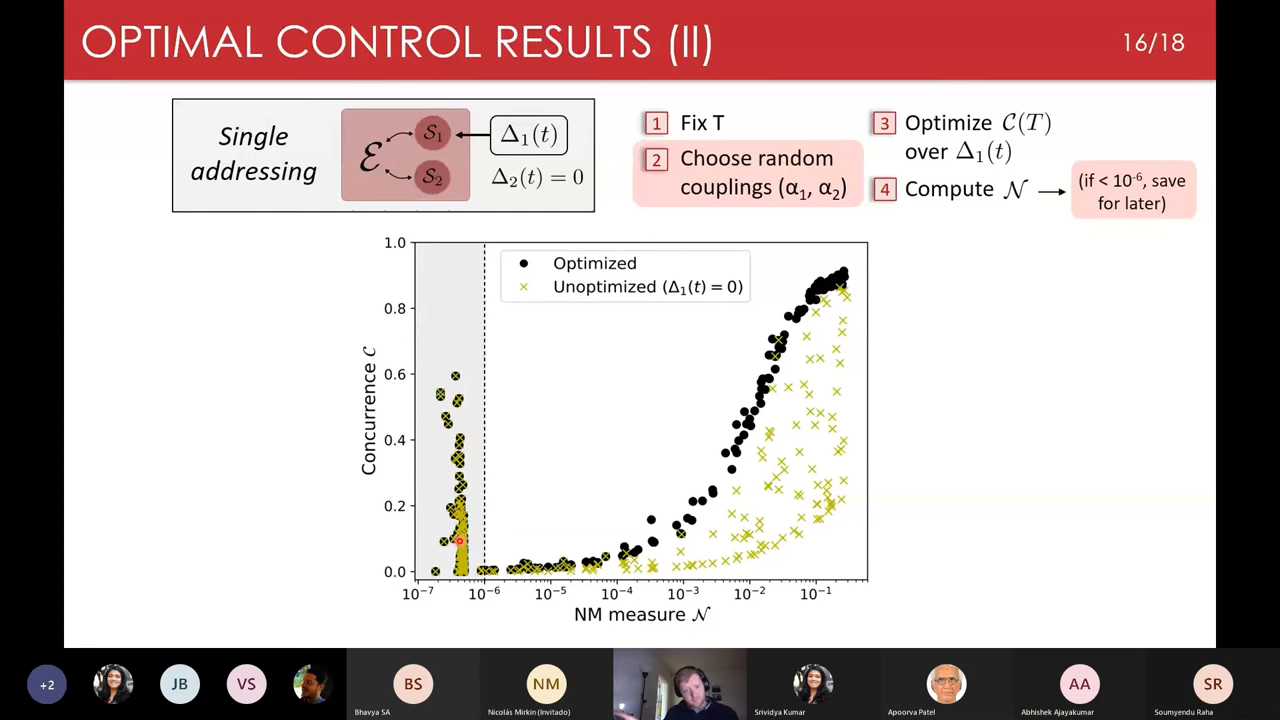 OPTIMAL CONTROL RESULTS (II)
16/18
Single
addressing
ℰ
𝒮₁
𝒮₂
Δ₁(t)
Δ₂(t) = 0
1 Fix T
2 Choose random
couplings (α₁, α₂)
3 Optimize 𝒞(T)
over Δ₁(t)
4 Compute 𝒩 →
(if < 10⁻⁶, save
for later)
Optimized
Unoptimized (Δ₁(t) = 0)
Concurrence 𝒞
1.0
0.8
0.6
0.4
0.2
0.0
10⁻⁷ 10⁻⁶ 10⁻⁵ 10⁻⁴ 10⁻³ 10⁻² 10⁻¹
NM measure 𝒩
+2 JB VS BS NM AA SR
Bhavya SA
Nicolás Mirkin (Invitado)
Srividya Kumar
Apoorva Patel
Abhishek Ajayakumar
Soumyendu Raha